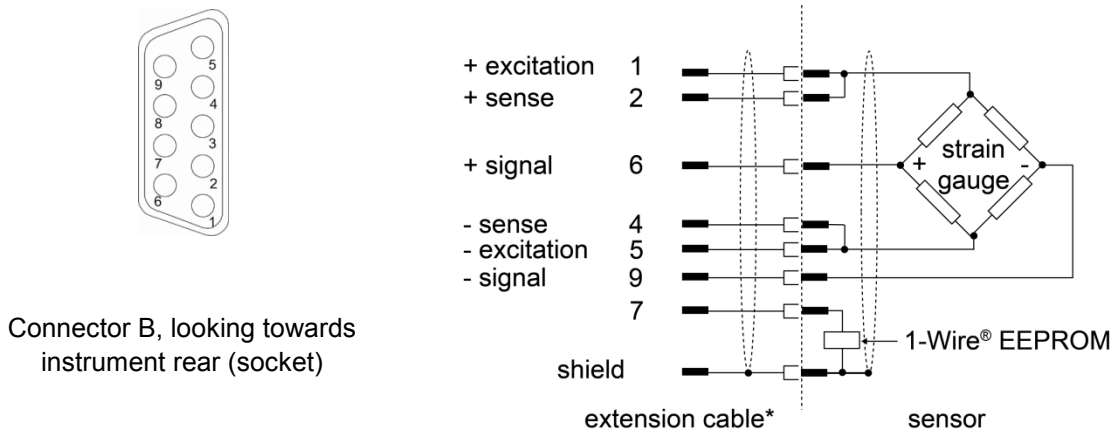 5
9
4
8
3
7
2
6
1
Connector B, looking towards
instrument rear (socket)
+ excitation 1
+ sense 2
+ signal 6
- sense 4
- excitation 5
- signal 9
7
shield
extension cable*
sensor
+ strain -
gauge
1-Wire® EEPROM